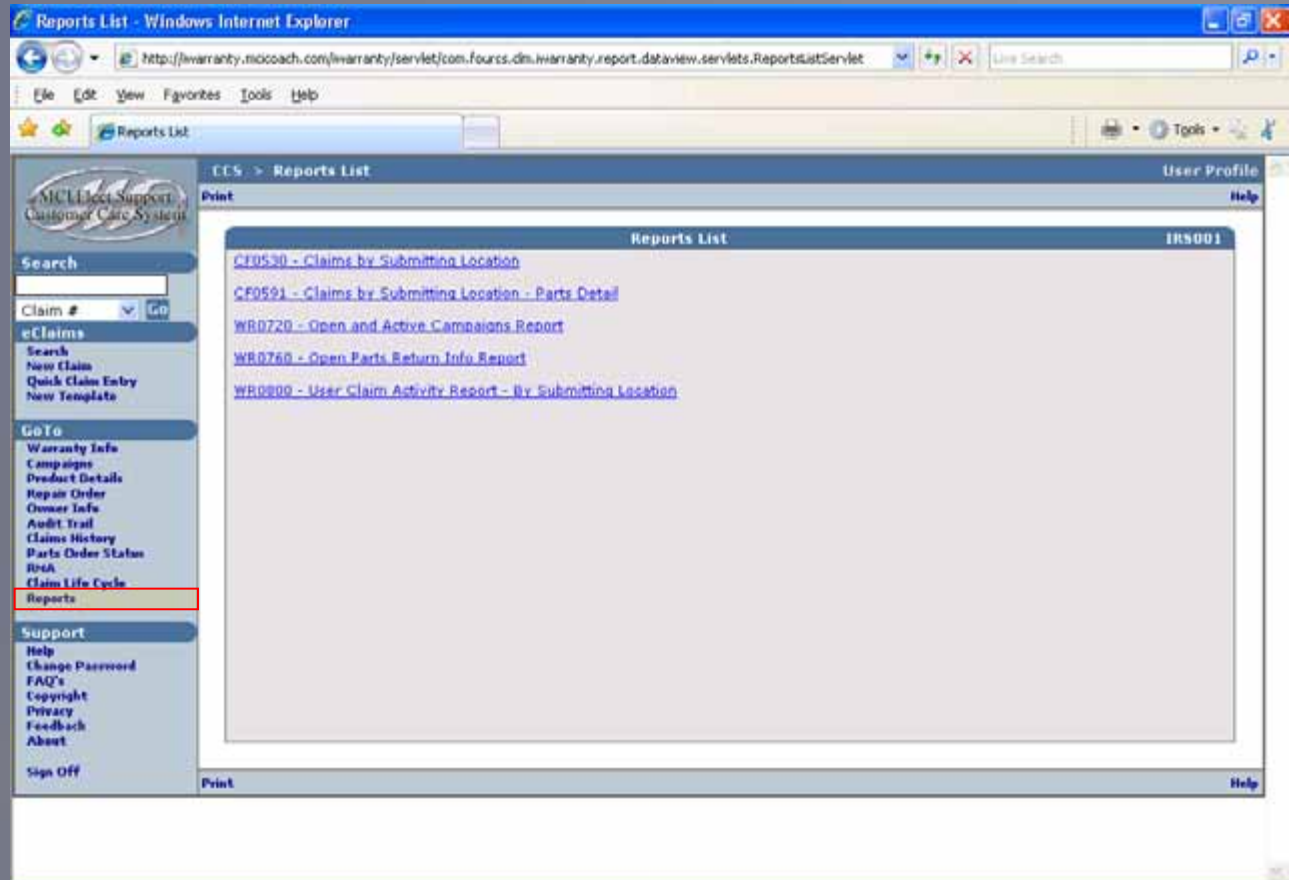 Reports List - Windows Internet Explorer
http://iwarranty.mcicoach.com/iwarranty/servlet/com.fourcs.clm.iwarranty.report.dataview.servlets.ReportsListServlet
Live Search
File Edit View Favorites Tools Help
Reports List
Tools
MCI Fleet Support
Customer Care System
CCS > Reports List
User Profile
Print
Help
Reports List
IRS001
CF0530 - Claims by Submitting Location
CF0591 - Claims by Submitting Location - Parts Detail
WR0720 - Open and Active Campaigns Report
WR0760 - Open Parts Return Info Report
WR0800 - User Claim Activity Report - By Submitting Location
Search
Claim #
Go
eClaims
Search
New Claim
Quick Claim Entry
New Template
GoTo
Warranty Info
Campaigns
Product Details
Repair Order
Owner Info
Audit Trail
Claims History
Parts Order Status
RMA
Claim Life Cycle
Reports
Support
Help
Change Password
FAQ's
Copyright
Privacy
Feedback
About
Sign Off
Print
Help